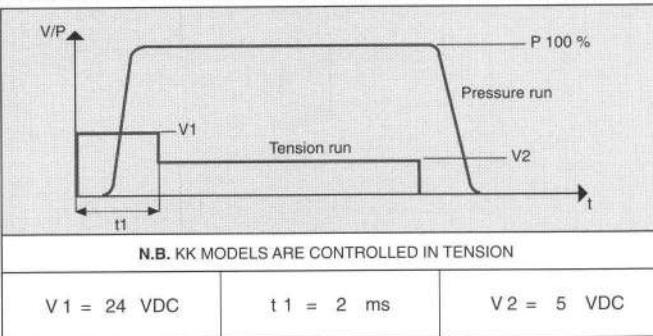 V/P
P 100 %
Pressure run
V1
Tension run
V2
t
t1
N.B. KK MODELS ARE CONTROLLED IN TENSION
V 1 = 24 VDC
t 1 = 2 ms
V 2 = 5 VDC